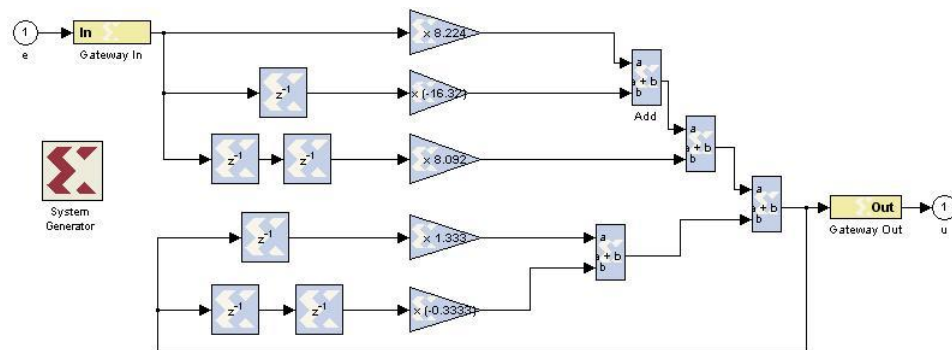 1
e
In
Gateway In
x 8.224
z-1
x (-16.32)
a
a + b
b
Add
z-1
z-1
x 8.092
a
a + b
b
System
Generator
z-1
x 1.333
a
a + b
b
a
a + b
b
Out
Gateway Out
1
u
z-1
z-1
x (-0.3333)